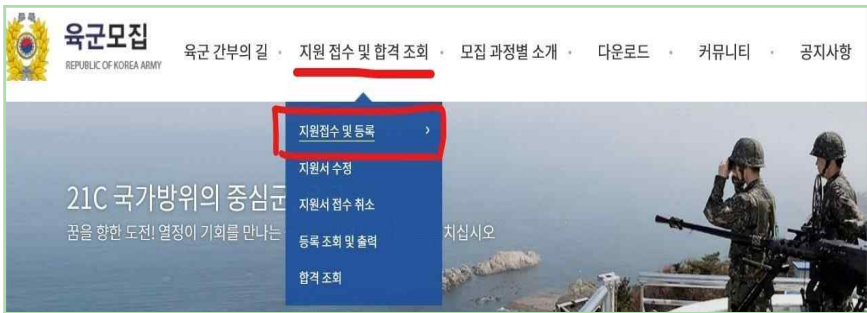 육군모집
REPUBLIC OF KOREA ARMY
육군 간부의 길 · 지원 접수 및 합격 조회 · 모집 과정별 소개 · 다운로드 · 커뮤니티 · 공지사항
지원접수 및 등록 ›
지원서 수정
지원서 접수 취소
등록 조회 및 출력
합격 조회
21C 국가방위의 중심군
꿈을 향한 도전! 열정이 기회를 만나는
치십시오